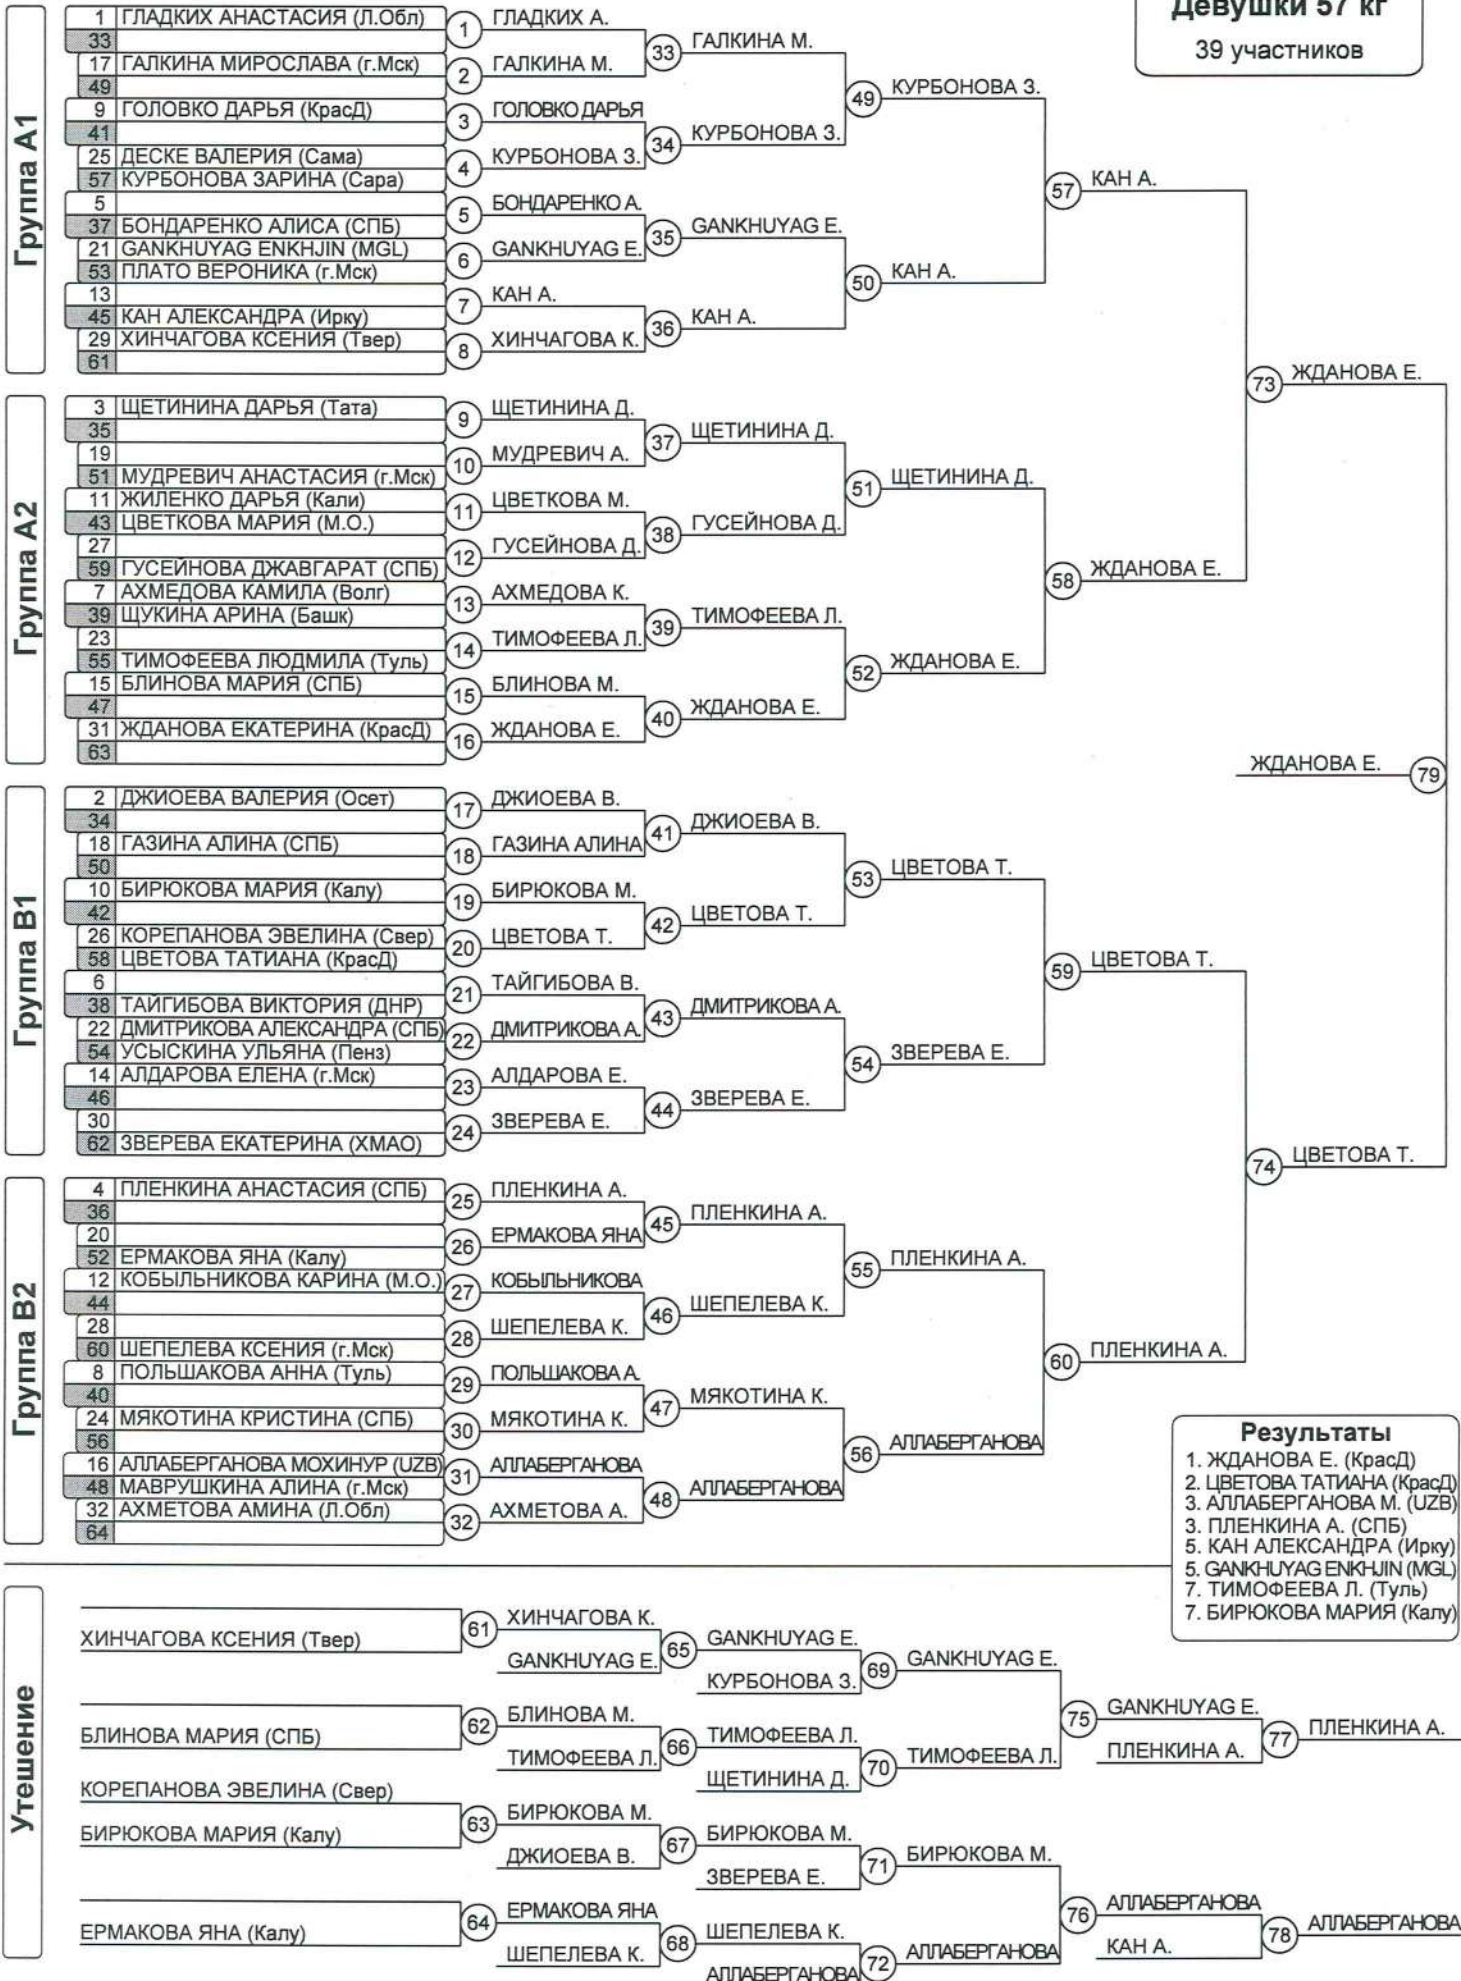 Девушки 57 кг
39 участников
Группа A1
1 ГЛАДКИХ АНАСТАСИЯ (Л.Обл)
33
17 ГАЛКИНА МИРОСЛАВА (г.Мск)
49
9 ГОЛОВКО ДАРЬЯ (КрасД)
41
25 ДЕСКЕ ВАЛЕРИЯ (Сама)
57 КУРБОНОВА ЗАРИНА (Сара)
5
37 БОНДАРЕНКО АЛИСА (СПБ)
21 GANKHUYAG ENKHJIN (MGL)
53 ПЛАТО ВЕРОНИКА (г.Мск)
13
45 КАН АЛЕКСАНДРА (Ирку)
29 ХИНЧАГОВА КСЕНИЯ (Твер)
61
1 ГЛАДКИХ А.
2 ГАЛКИНА М.
3 ГОЛОВКО ДАРЬЯ
4 КУРБОНОВА З.
5 БОНДАРЕНКО А.
6 GANKHUYAG E.
7 КАН А.
8 ХИНЧАГОВА К.
33 ГАЛКИНА М.
34 КУРБОНОВА З.
35 GANKHUYAG E.
36 КАН А.
49 КУРБОНОВА З.
50 КАН А.
57 КАН А.
Группа A2
3 ЩЕТИНИНА ДАРЬЯ (Тата)
35
19
51 МУДРЕВИЧ АНАСТАСИЯ (г.Мск)
11 ЖИЛЕНКО ДАРЬЯ (Кали)
43 ЦВЕТКОВА МАРИЯ (М.О.)
27
59 ГУСЕЙНОВА ДЖАВГАРАТ (СПБ)
7 АХМЕДОВА КАМИЛА (Волг)
39 ЩУКИНА АРИНА (Башк)
23
55 ТИМОФЕЕВА ЛЮДМИЛА (Туль)
15 БЛИНОВА МАРИЯ (СПБ)
47
31 ЖДАНОВА ЕКАТЕРИНА (КрасД)
63
9 ЩЕТИНИНА Д.
10 МУДРЕВИЧ А.
11 ЦВЕТКОВА М.
12 ГУСЕЙНОВА Д.
13 АХМЕДОВА К.
14 ТИМОФЕЕВА Л.
15 БЛИНОВА М.
16 ЖДАНОВА Е.
37 ЩЕТИНИНА Д.
38 ГУСЕЙНОВА Д.
39 ТИМОФЕЕВА Л.
40 ЖДАНОВА Е.
51 ЩЕТИНИНА Д.
52 ЖДАНОВА Е.
58 ЖДАНОВА Е.
73 ЖДАНОВА Е.
ЖДАНОВА Е. 79
Группа B1
2 ДЖИОЕВА ВАЛЕРИЯ (Осет)
34
18 ГАЗИНА АЛИНА (СПБ)
50
10 БИРЮКОВА МАРИЯ (Калу)
42
26 КОРЕПАНОВА ЭВЕЛИНА (Свер)
58 ЦВЕТОВА ТАТИАНА (КрасД)
6
38 ТАЙГИБОВА ВИКТОРИЯ (ДНР)
22 ДМИТРИКОВА АЛЕКСАНДРА (СПБ)
54 УСЫСКИНА УЛЬЯНА (Пенз)
14 АЛДАРОВА ЕЛЕНА (г.Мск)
46
30
62 ЗВЕРЕВА ЕКАТЕРИНА (ХМАО)
17 ДЖИОЕВА В.
18 ГАЗИНА АЛИНА
19 БИРЮКОВА М.
20 ЦВЕТОВА Т.
21 ТАЙГИБОВА В.
22 ДМИТРИКОВА А.
23 АЛДАРОВА Е.
24 ЗВЕРЕВА Е.
41 ДЖИОЕВА В.
42 ЦВЕТОВА Т.
43 ДМИТРИКОВА А.
44 ЗВЕРЕВА Е.
53 ЦВЕТОВА Т.
54 ЗВЕРЕВА Е.
59 ЦВЕТОВА Т.
Группа B2
4 ПЛЕНКИНА АНАСТАСИЯ (СПБ)
36
20
52 ЕРМАКОВА ЯНА (Калу)
12 КОБЫЛЬНИКОВА КАРИНА (М.О.)
44
28
60 ШЕПЕЛЕВА КСЕНИЯ (г.Мск)
8 ПОЛЬШАКОВА АННА (Туль)
40
24 МЯКОТИНА КРИСТИНА (СПБ)
56
16 АЛЛАБЕРГАНОВА МОХИНУР (UZB)
48 МАВРУШКИНА АЛИНА (г.Мск)
32 АХМЕТОВА АМИНА (Л.Обл)
64
25 ПЛЕНКИНА А.
26 ЕРМАКОВА ЯНА
27 КОБЫЛЬНИКОВА
28 ШЕПЕЛЕВА К.
29 ПОЛЬШАКОВА А.
30 МЯКОТИНА К.
31 АЛЛАБЕРГАНОВА
32 АХМЕТОВА А.
45 ПЛЕНКИНА А.
46 ШЕПЕЛЕВА К.
47 МЯКОТИНА К.
48 АЛЛАБЕРГАНОВА
55 ПЛЕНКИНА А.
56 АЛЛАБЕРГАНОВА
60 ПЛЕНКИНА А.
74 ЦВЕТОВА Т.
Результаты
1. ЖДАНОВА Е. (КрасД)
2. ЦВЕТОВА ТАТИАНА (КрасД)
3. АЛЛАБЕРГАНОВА М. (UZB)
3. ПЛЕНКИНА А. (СПБ)
5. КАН АЛЕКСАНДРА (Ирку)
5. GANKHUYAG ENKHJIN (MGL)
7. ТИМОФЕЕВА Л. (Туль)
7. БИРЮКОВА МАРИЯ (Калу)
Утешение
ХИНЧАГОВА КСЕНИЯ (Твер)
БЛИНОВА МАРИЯ (СПБ)
КОРЕПАНОВА ЭВЕЛИНА (Свер)
БИРЮКОВА МАРИЯ (Калу)
ЕРМАКОВА ЯНА (Калу)
61 ХИНЧАГОВА К.
GANKHUYAG E.
62 БЛИНОВА М.
ТИМОФЕЕВА Л.
63 БИРЮКОВА М.
ДЖИОЕВА В.
64 ЕРМАКОВА ЯНА
ШЕПЕЛЕВА К.
65 GANKHUYAG E.
КУРБОНОВА З.
66 ТИМОФЕЕВА Л.
ЩЕТИНИНА Д.
67 БИРЮКОВА М.
ЗВЕРЕВА Е.
68 ШЕПЕЛЕВА К.
АЛЛАБЕРГАНОВА
69 GANKHUYAG E.
70 ТИМОФЕЕВА Л.
71 БИРЮКОВА М.
72 АЛЛАБЕРГАНОВА
75 GANKHUYAG E.
ПЛЕНКИНА А.
76 АЛЛАБЕРГАНОВА
КАН А.
77 ПЛЕНКИНА А.
78 АЛЛАБЕРГАНОВА